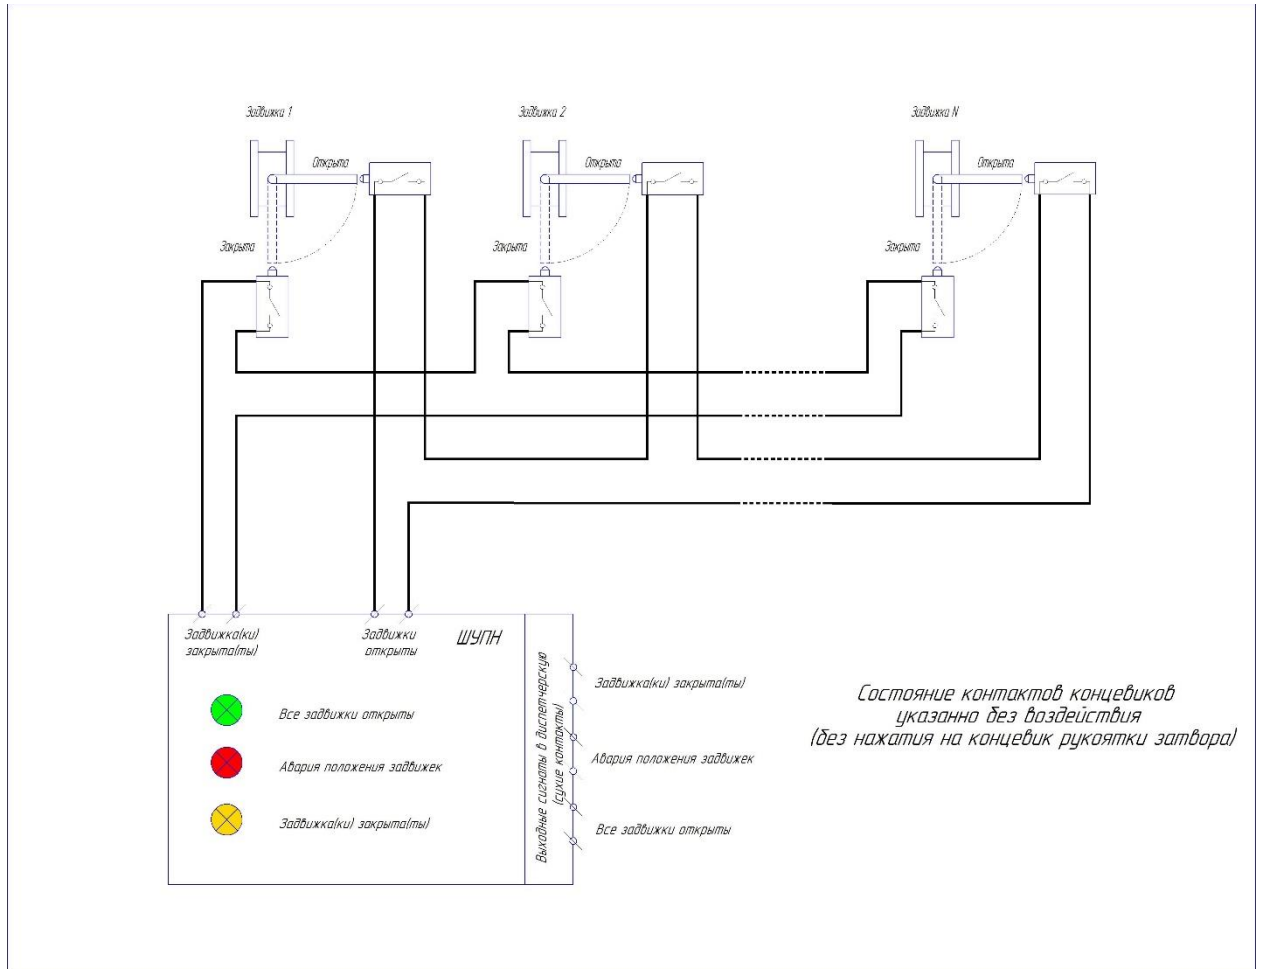 Задвижка 1
Задвижка 2
Задвижка N
Открыта
Открыта
Открыта
Закрыта
Закрыта
Закрыта
Задвижка(ки)
закрыта(ты)
Задвижки
открыты
ШУПН
Все задвижки открыты
Авария положения задвижек
Задвижка(ки) закрыта(ты)
Выходные сигналы в диспетчерскую
(сухие контакты)
Задвижка(ки) закрыта(ты)
Авария положения задвижек
Все задвижки открыты
Состояние контактов концевиков
указанно без воздействия
(без нажатия на концевик рукоятки затвора)